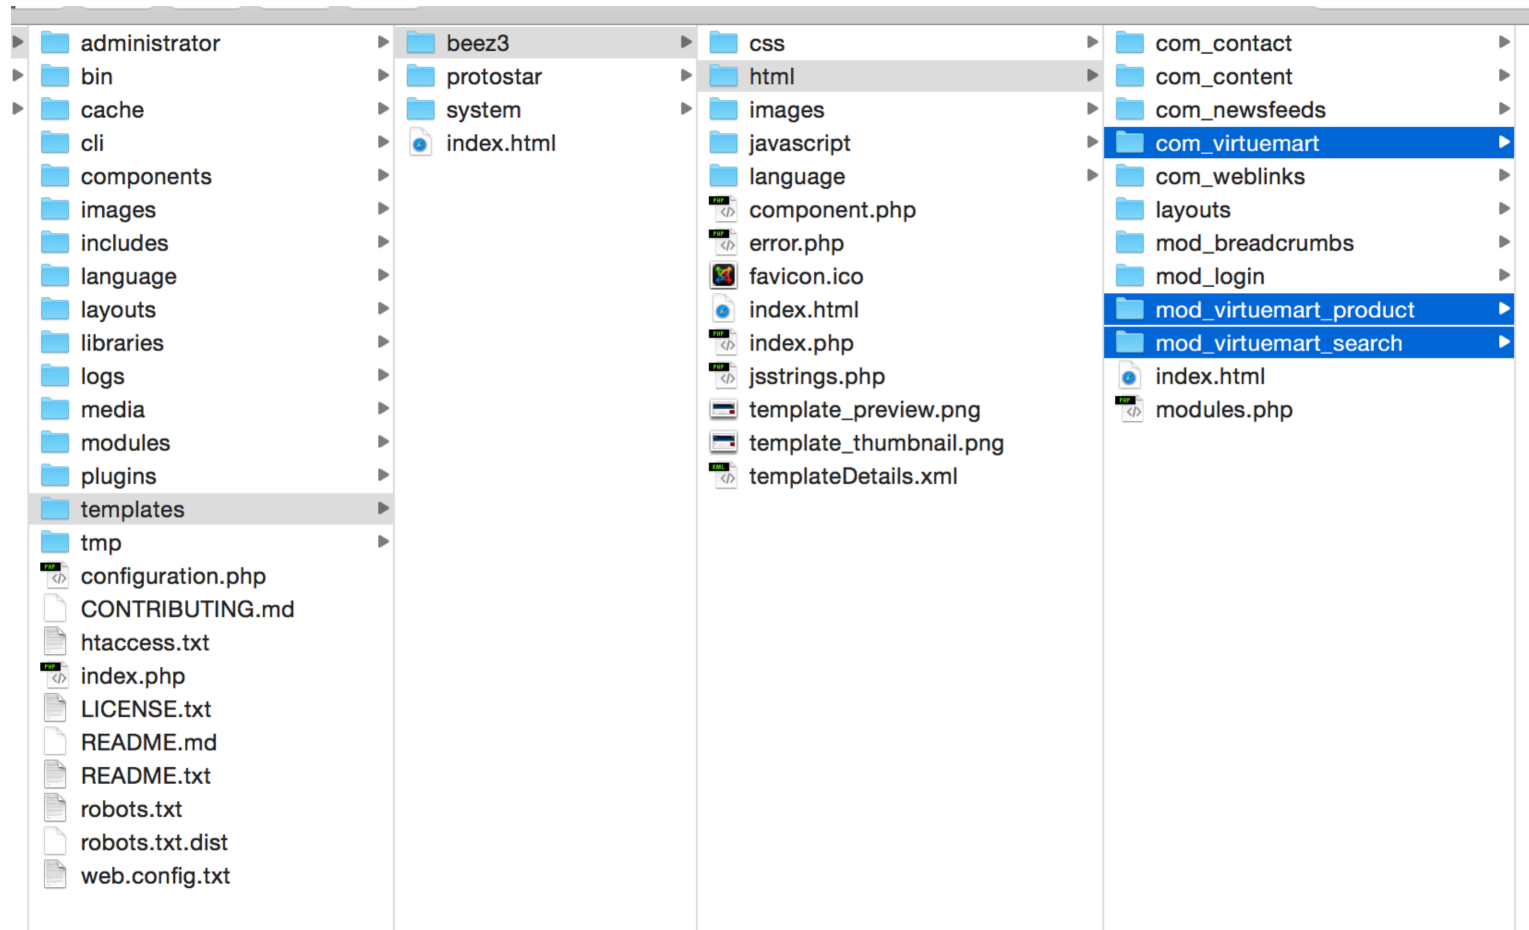 administrator
bin
cache
cli
components
images
includes
language
layouts
libraries
logs
media
modules
plugins
templates
tmp
configuration.php
CONTRIBUTING.md
htaccess.txt
index.php
LICENSE.txt
README.md
README.txt
robots.txt
robots.txt.dist
web.config.txt
beez3
protostar
system
index.html
css
html
images
javascript
language
component.php
error.php
favicon.ico
index.html
index.php
jsstrings.php
template_preview.png
template_thumbnail.png
templateDetails.xml
com_contact
com_content
com_newsfeeds
com_virtuemart
com_weblinks
layouts
mod_breadcrumbs
mod_login
mod_virtuemart_product
mod_virtuemart_search
index.html
modules.php